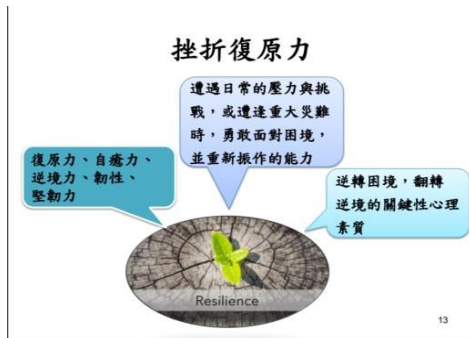 挫折復原力
遭遇日常的壓力與挑
戰，或遭逢重大災難
時，勇敢面對困境，
並重新振作的能力
復原力、自癒力、
逆境力、韌性、
堅韌力
逆轉困境，翻轉
逆境的關鍵性心理
素質
Resilience
13